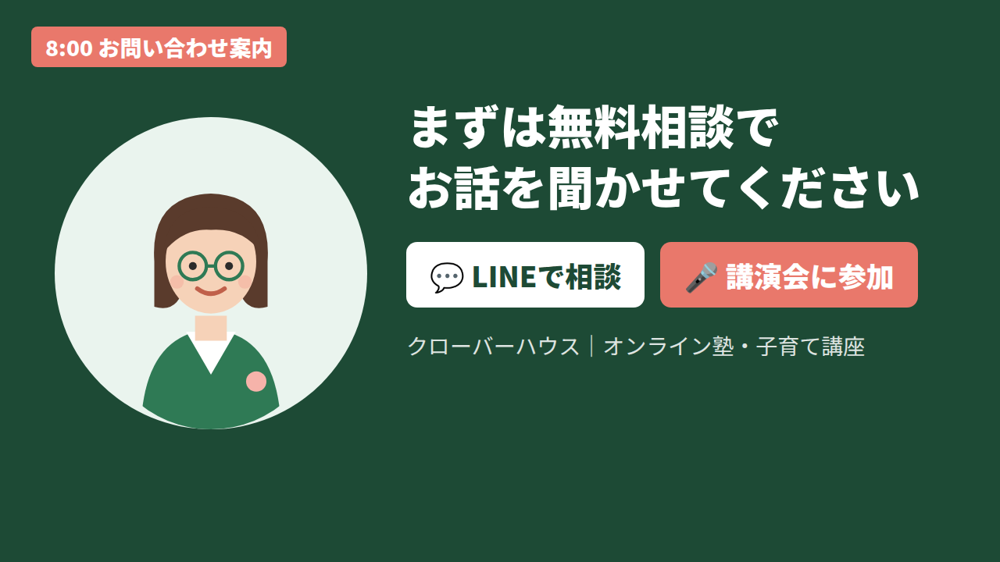 8:00 お問い合わせ案内
まずは無料相談で
お話を聞かせてください
💬 LINEで相談
🎤 講演会に参加
クローバーハウス｜オンライン塾・子育て講座